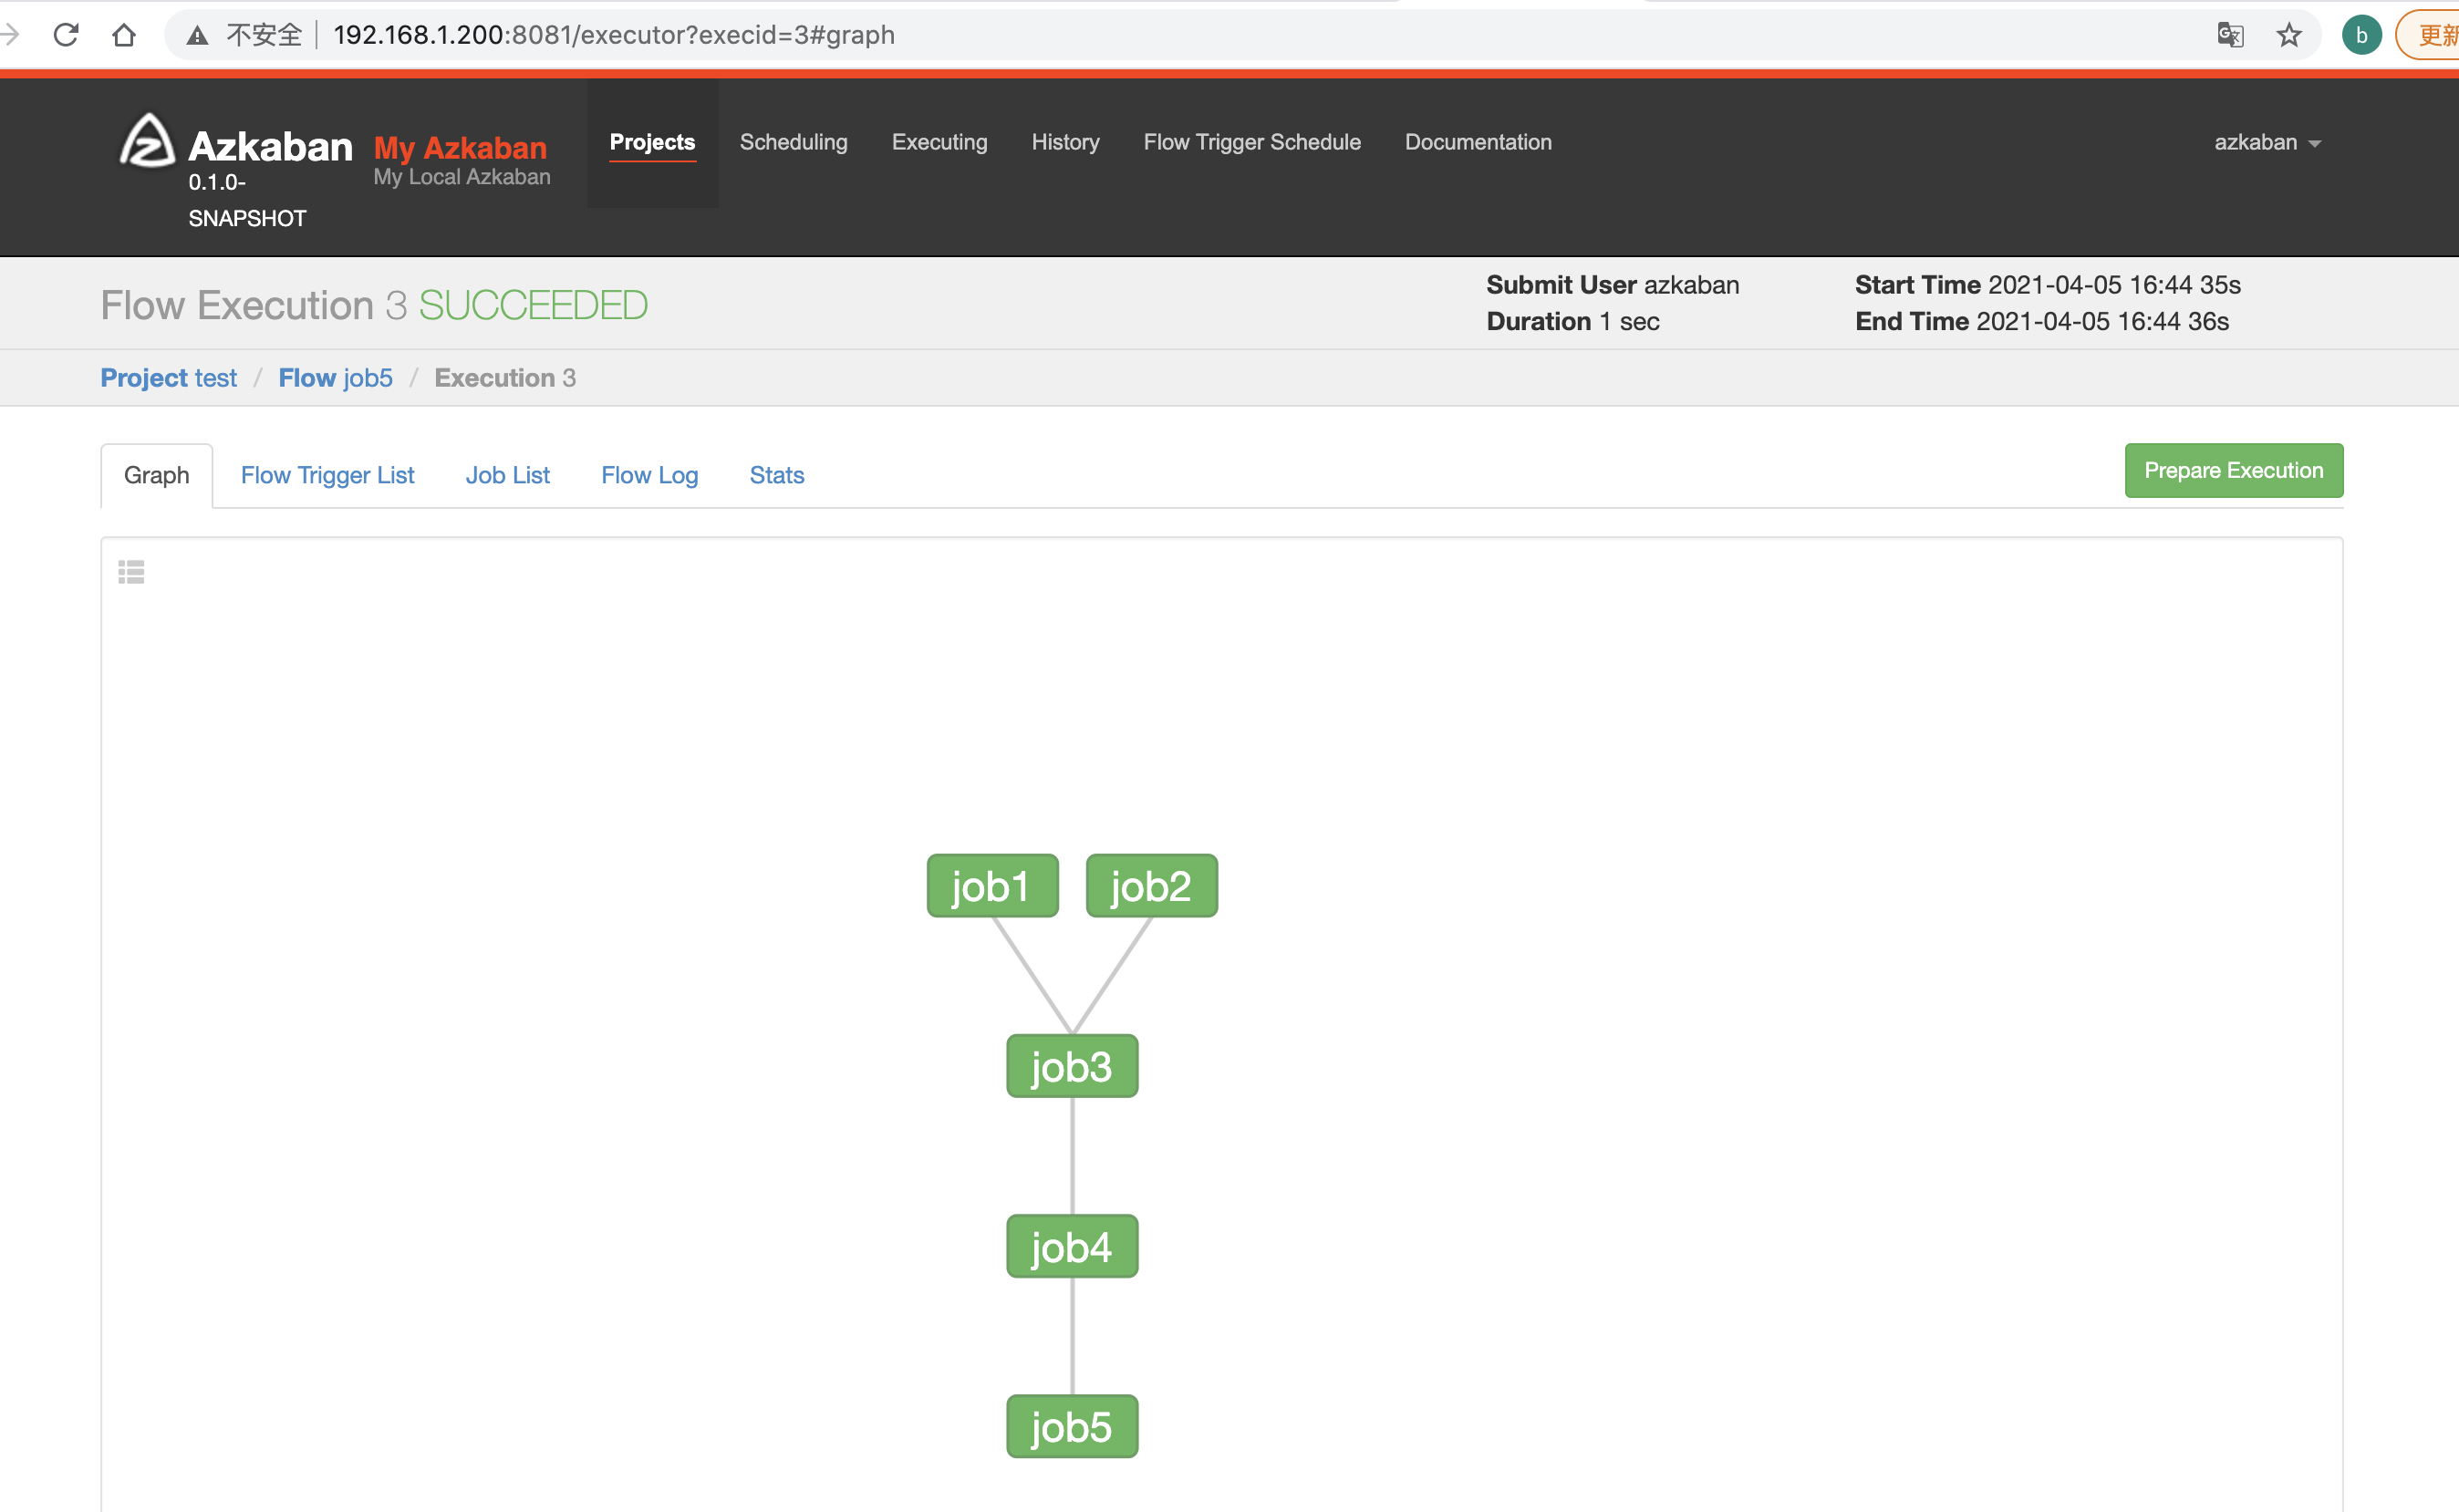 不安全 192.168.1.200:8081/executor?execid=3#graph b 更新
Azkaban My Azkaban Projects Scheduling Executing History Flow Trigger Schedule Documentation azkaban
0.1.0- My Local Azkaban
SNAPSHOT
Flow Execution 3 SUCCEEDED
Submit User azkaban Start Time 2021-04-05 16:44 35s
Duration 1 sec End Time 2021-04-05 16:44 36s
Project test / Flow job5 / Execution 3
Graph Flow Trigger List Job List Flow Log Stats Prepare Execution
job1 job2
job3
job4
job5